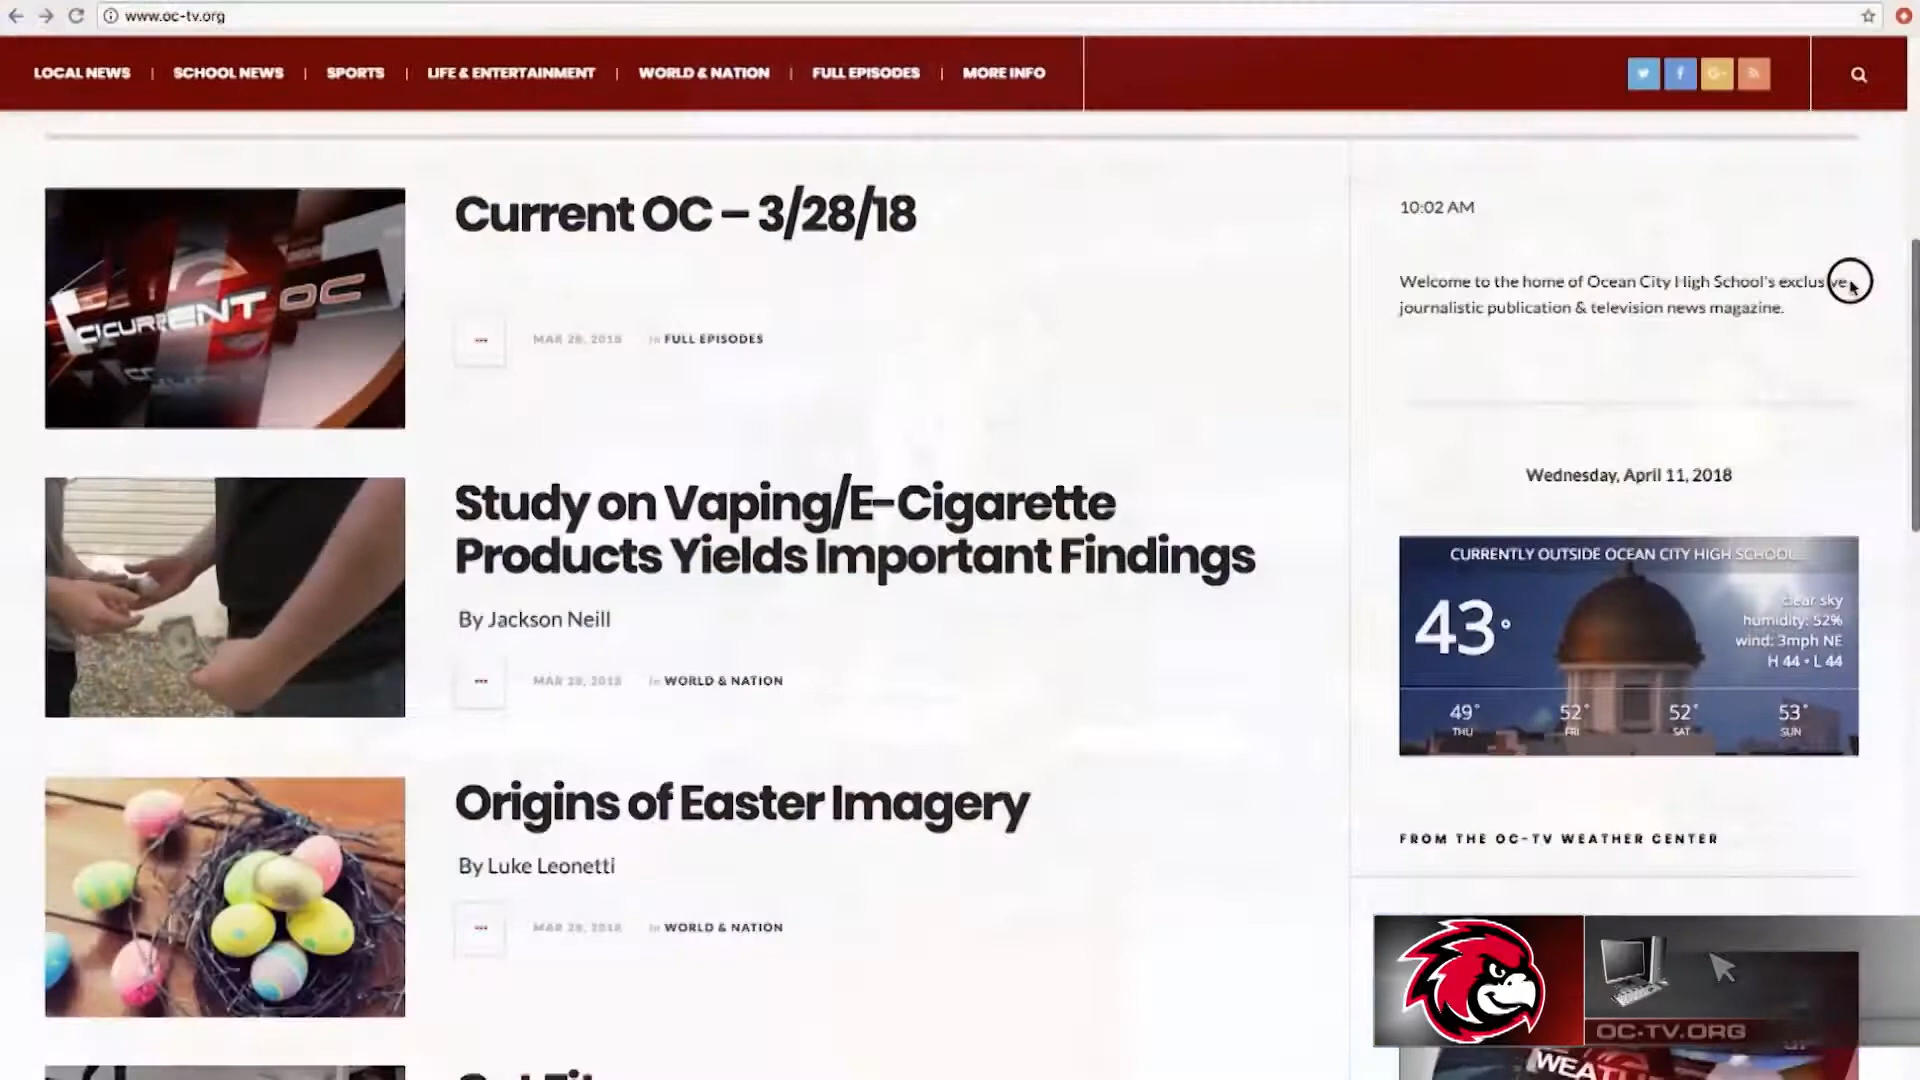 www.oc-tv.org
LOCAL NEWS | SCHOOL NEWS | SPORTS | LIFE & ENTERTAINMENT | WORLD & NATION | FULL EPISODES | MORE INFO
CURRENT OC
Current OC – 3/28/18
MAR 28, 2018 in FULL EPISODES
Study on Vaping/E-Cigarette
Products Yields Important Findings
By Jackson Neill
MAR 28, 2018 in WORLD & NATION
Origins of Easter Imagery
By Luke Leonetti
MAR 28, 2018 in WORLD & NATION
10:02 AM
Welcome to the home of Ocean City High School's exclusive
journalistic publication & television news magazine.
Wednesday, April 11, 2018
CURRENTLY OUTSIDE OCEAN CITY HIGH SCHOOL...
43°
clear sky
humidity: 52%
wind: 3mph NE
H 44 • L 44
49° 52° 52° 53°
THU FRI SAT SUN
FROM THE OC-TV WEATHER CENTER
OC-TV.ORG